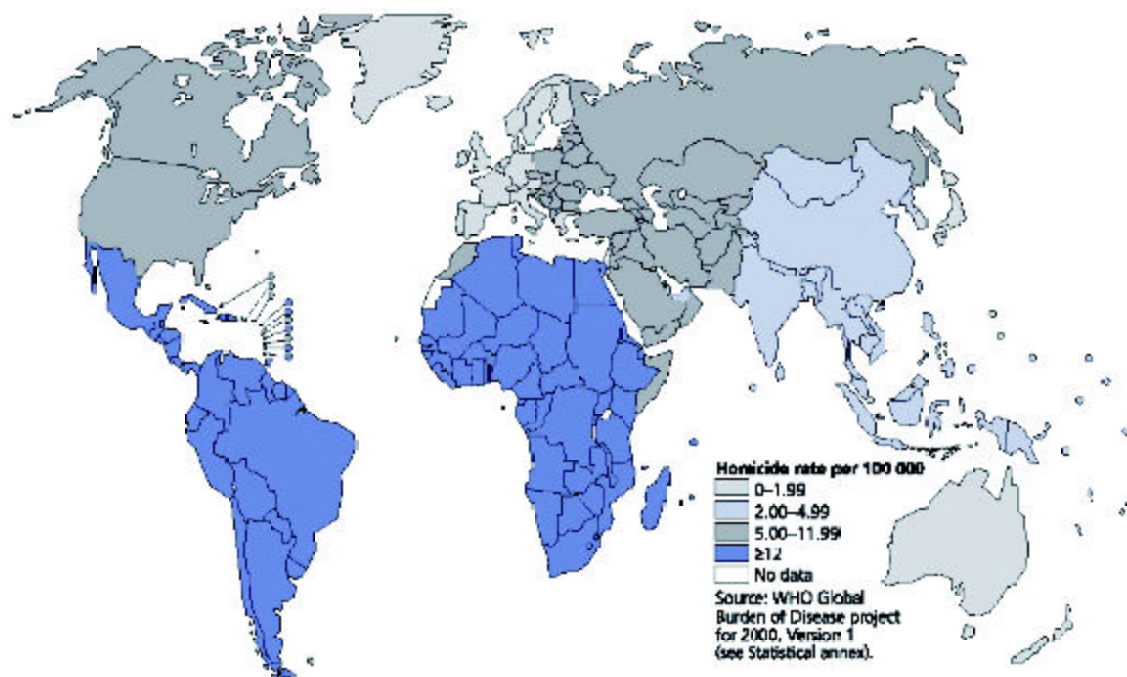 Homicide rate per 100 000
0–1.99
2.00–4.99
5.00–11.99
≥12
No data
Source: WHO Global
Burden of Disease project
for 2000, Version 1
(see Statistical annex).